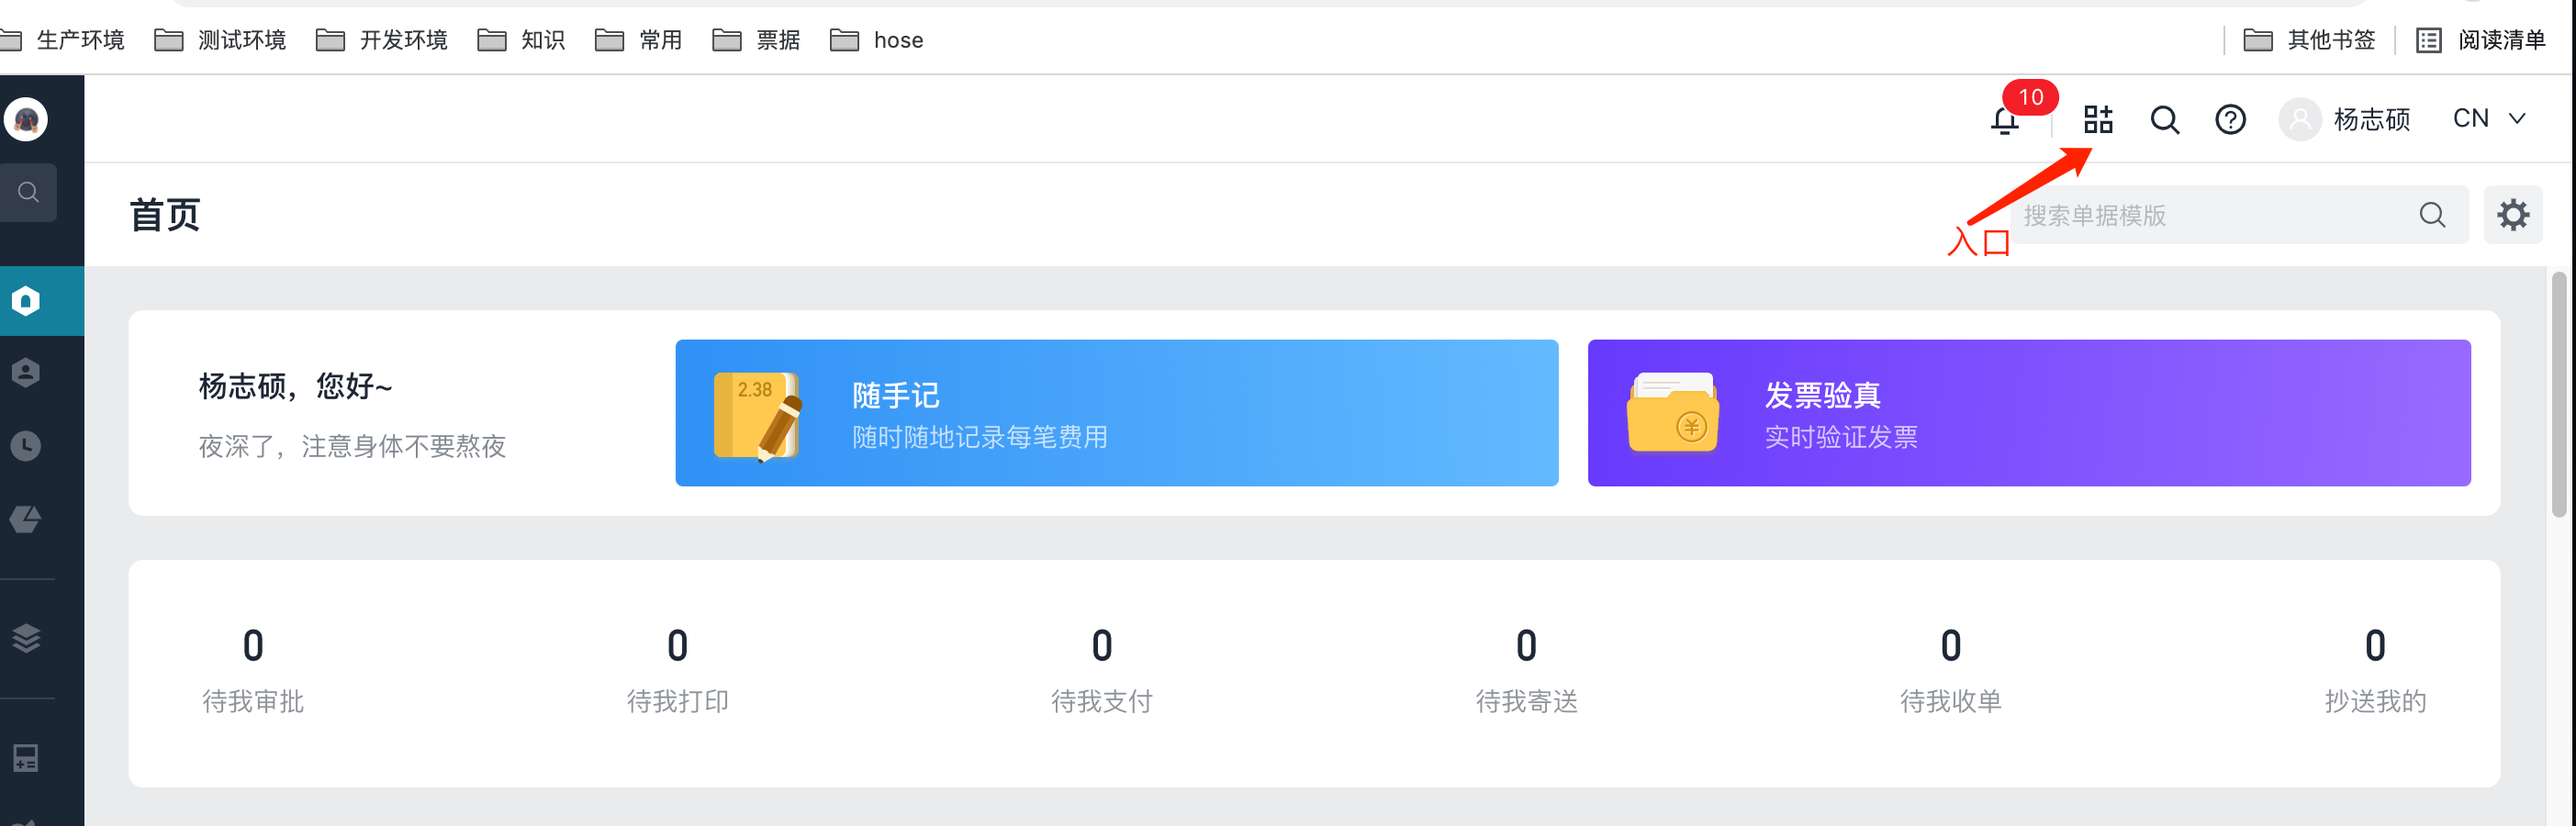 生产环境 测试环境 开发环境 知识 常用 票据 hose 其他书签 阅读清单
10
杨志硕 CN
首页 搜索单据模版
入口
杨志硕，您好~
夜深了，注意身体不要熬夜
2.38
随手记
随时随地记录每笔费用
发票验真
实时验证发票
0 0 0 0 0 0
待我审批 待我打印 待我支付 待我寄送 待我收单 抄送我的